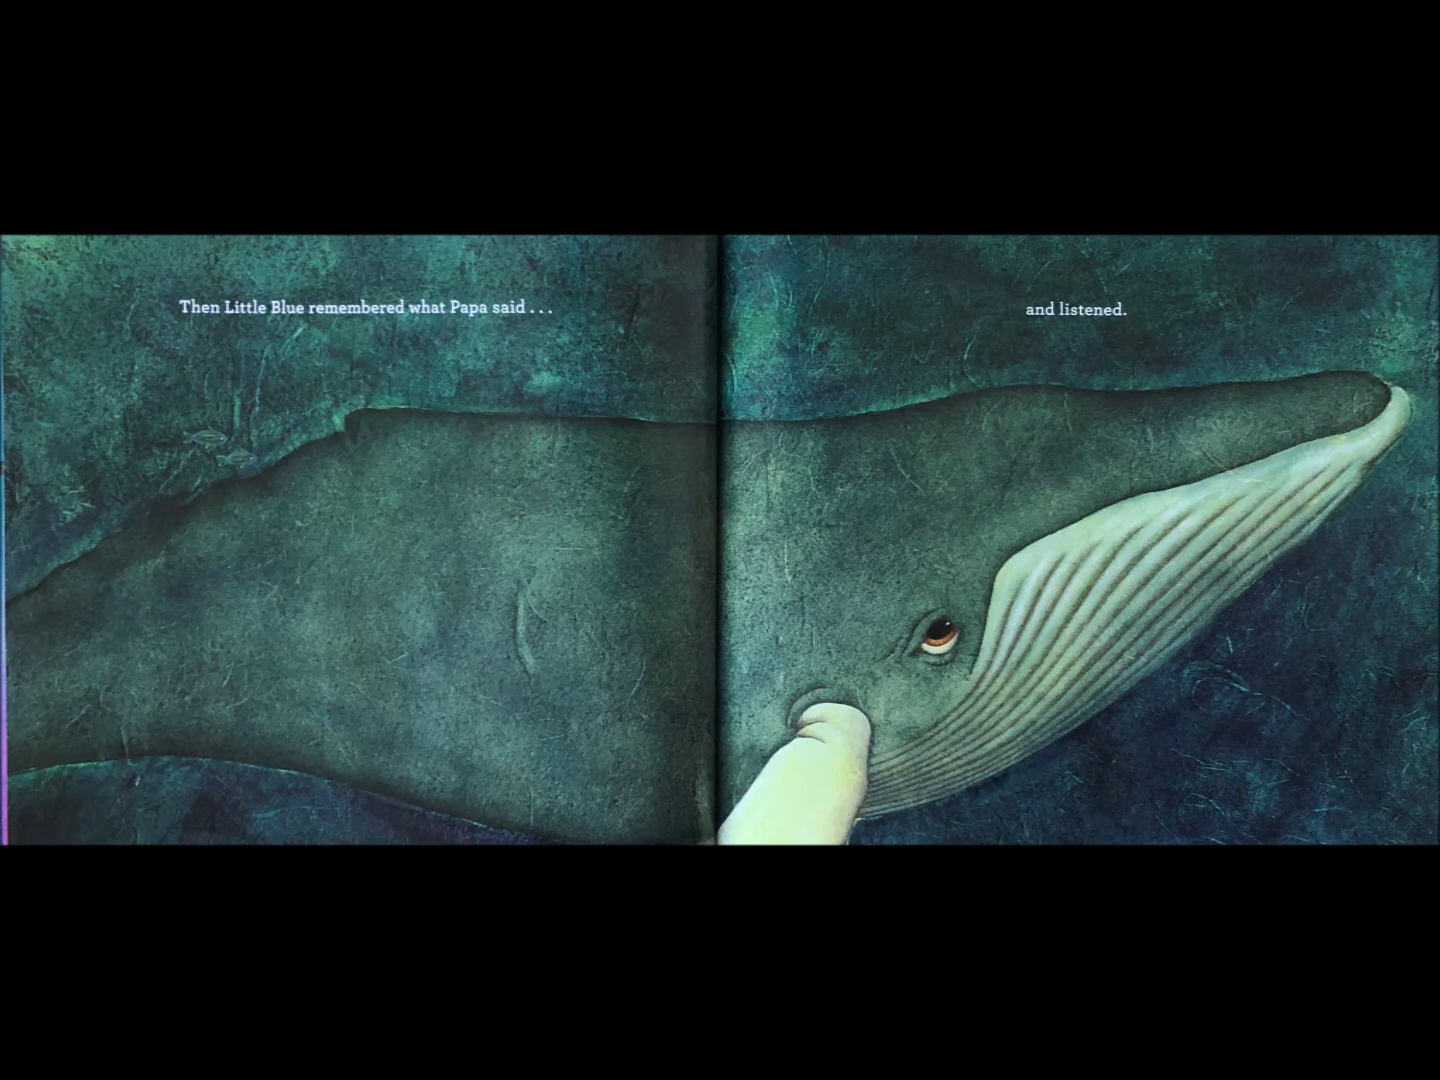 Then Little Blue remembered what Papa said . . .
and listened.